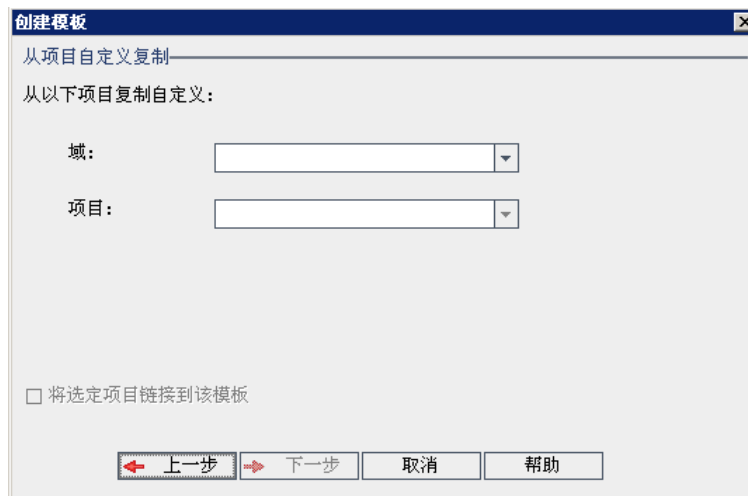 创建模板
从项目自定义复制
从以下项目复制自定义:
域:
项目:
将选定项目链接到该模板
上一步 下一步 取消 帮助